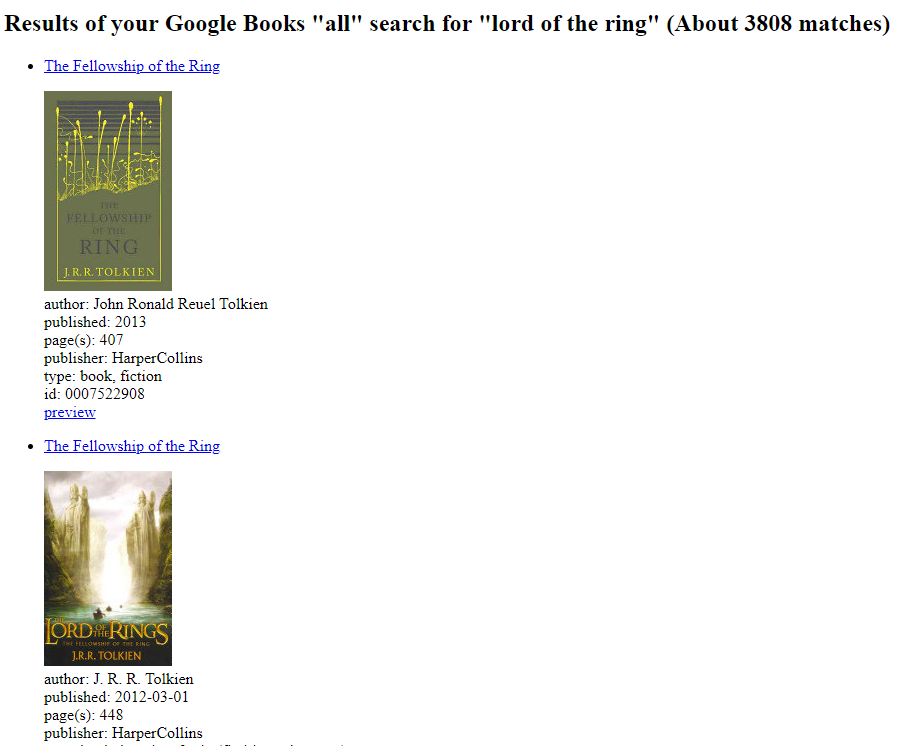 Results of your Google Books "all" search for "lord of the ring" (About 3808 matches)
The Fellowship of the Ring
THE
FELLOWSHIP
OF THE
RING
J.R.R. TOLKIEN
author: John Ronald Reuel Tolkien
published: 2013
page(s): 407
publisher: HarperCollins
type: book, fiction
id: 0007522908
preview
The Fellowship of the Ring
THE
LORD OF THE RINGS
THE FELLOWSHIP OF THE RING
J.R.R. TOLKIEN
author: J. R. R. Tolkien
published: 2012-03-01
page(s): 448
publisher: HarperCollins